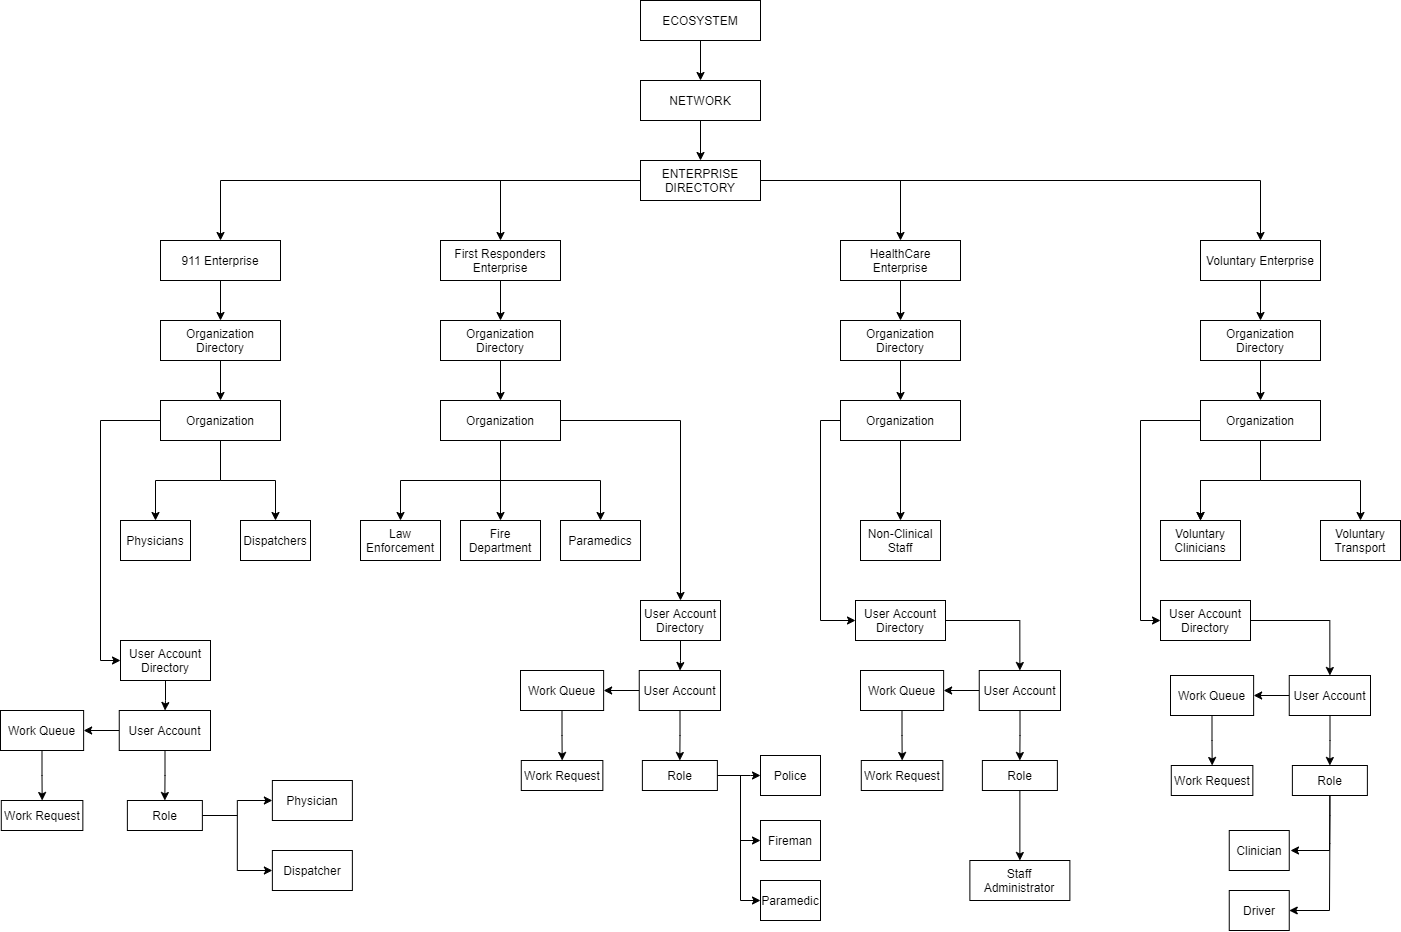 ECOSYSTEM
NETWORK
ENTERPRISE
DIRECTORY
911 Enterprise
First Responders
Enterprise
HealthCare
Enterprise
Voluntary Enterprise
Organization
Directory
Organization
Directory
Organization
Directory
Organization
Directory
Organization
Organization
Organization
Organization
Physicians
Dispatchers
Law
Enforcement
Fire
Department
Paramedics
Non-Clinical
Staff
Voluntary
Clinicians
Voluntary
Transport
User Account
Directory
User Account
Directory
User Account
Directory
User Account
Directory
Work Queue
User Account
Work Queue
User Account
Work Queue
User Account
Work Queue
User Account
Work Request
Role
Work Request
Role
Work Request
Role
Work Request
Role
Physician
Dispatcher
Police
Fireman
Paramedic
Staff
Administrator
Clinician
Driver